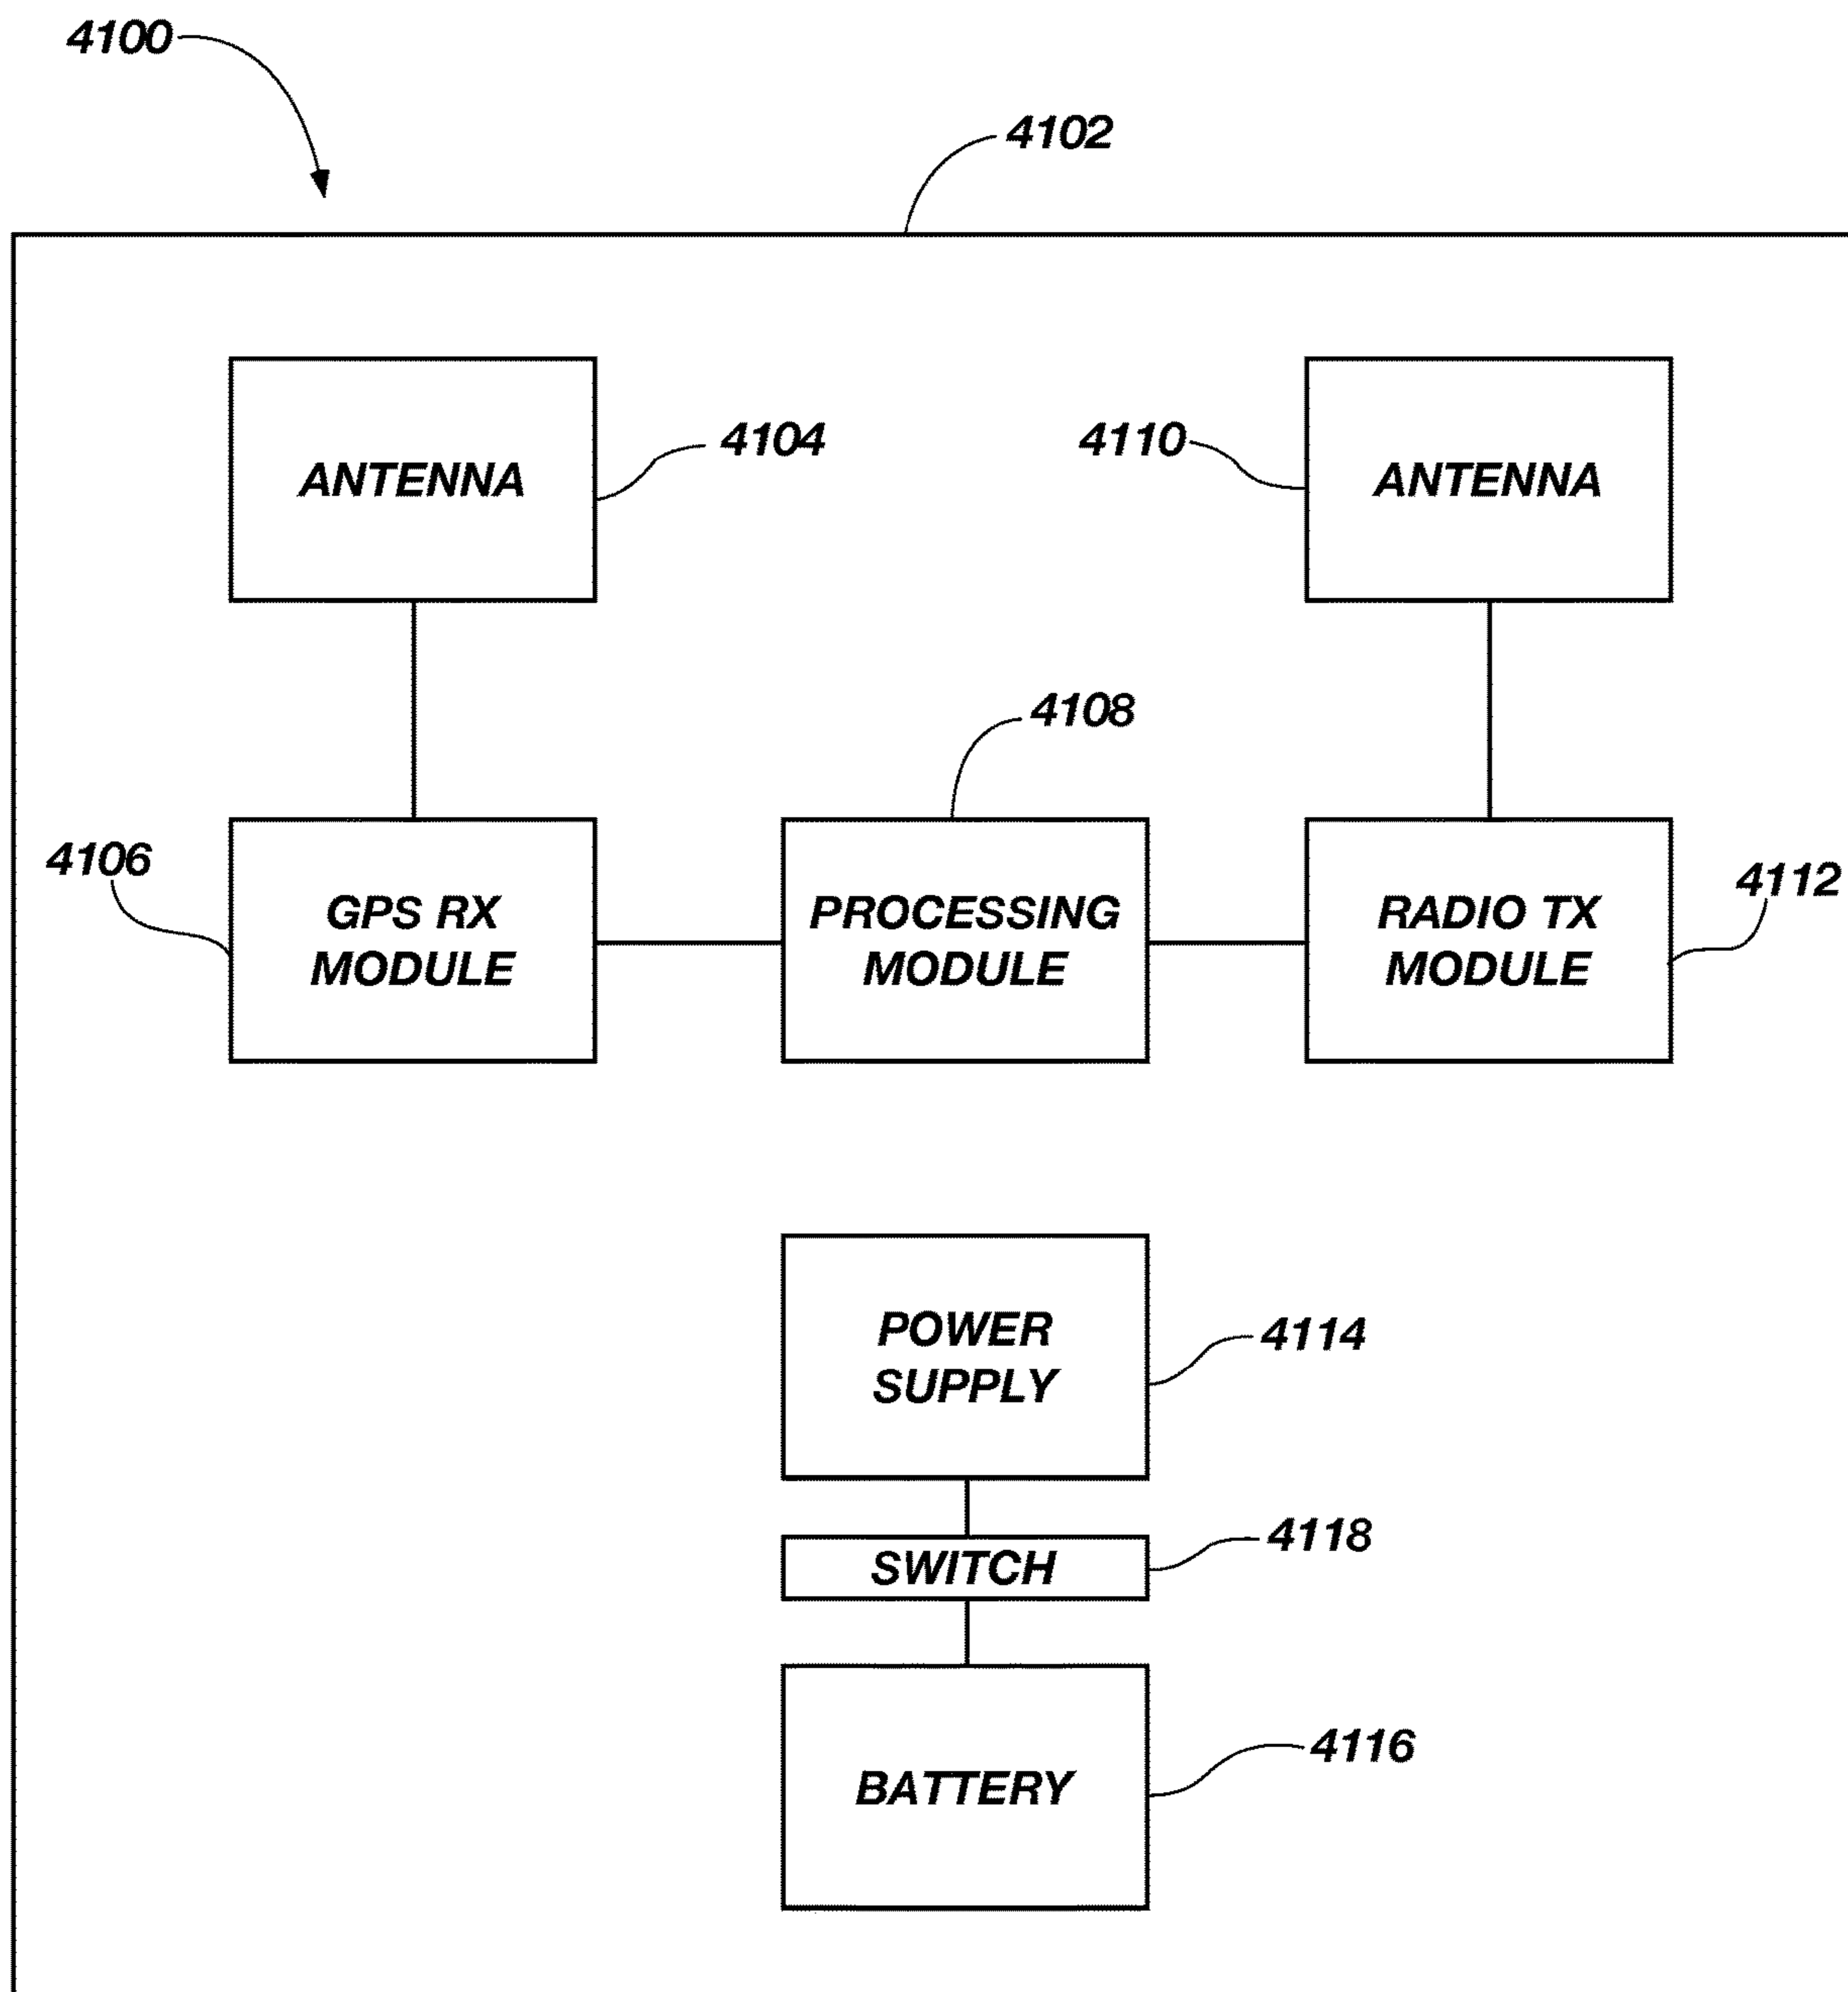 4100
4102
ANTENNA
4104
4110
ANTENNA
4108
4106
GPS RX
MODULE
PROCESSING
MODULE
RADIO TX
MODULE
4112
POWER
SUPPLY
4114
SWITCH
4118
BATTERY
4116